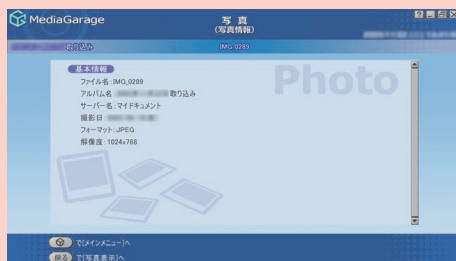 MediaGarage
写真
(写真情報)
取り込み
IMG-0289
Photo
基本情報
ファイル名:IMG_0289
アルバム名: 取り込み
サーバー名:マイドキュメント
撮影日:
フォーマット:JPEG
解像度:1024x768
で[メインメニュー]へ
戻る で[写真表示]へ